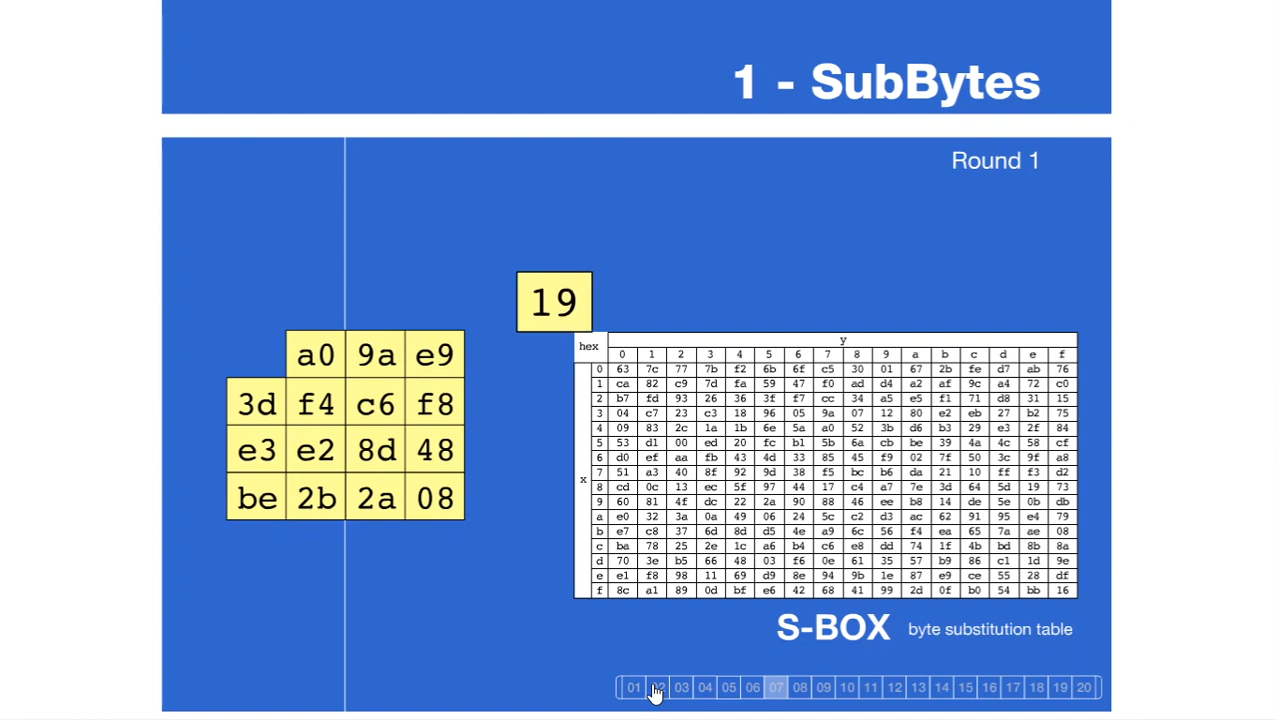 1 - SubBytes
Round 1
19
a0 9a e9
3d f4 c6 f8
e3 e2 8d 48
be 2b 2a 08
hex y
0 1 2 3 4 5 6 7 8 9 a b c d e f
x
0 63 7c 77 7b f2 6b 6f c5 30 01 67 2b fe d7 ab 76
1 ca 82 c9 7d fa 59 47 f0 ad d4 a2 af 9c a4 72 c0
2 b7 fd 93 26 36 3f f7 cc 34 a5 e5 f1 71 d8 31 15
3 04 c7 23 c3 18 96 05 9a 07 12 80 e2 eb 27 b2 75
4 09 83 2c 1a 1b 6e 5a a0 52 3b d6 b3 29 e3 2f 84
5 53 d1 00 ed 20 fc b1 5b 6a cb be 39 4a 4c 58 cf
6 d0 ef aa fb 43 4d 33 85 45 f9 02 7f 50 3c 9f a8
7 51 a3 40 8f 92 9d 38 f5 bc b6 da 21 10 ff f3 d2
8 cd 0c 13 ec 5f 97 44 17 c4 a7 7e 3d 64 5d 19 73
9 60 81 4f dc 22 2a 90 88 46 ee b8 14 de 5e 0b db
a e0 32 3a 0a 49 06 24 5c c2 d3 ac 62 91 95 e4 79
b e7 c8 37 6d 8d d5 4e a9 6c 56 f4 ea 65 7a ae 08
c ba 78 25 2e 1c a6 b4 c6 e8 dd 74 1f 4b bd 8b 8a
d 70 3e b5 66 48 03 f6 0e 61 35 57 b9 86 c1 1d 9e
e e1 f8 98 11 69 d9 8e 94 9b 1e 87 e9 ce 55 28 df
f 8c a1 89 0d bf e6 42 68 41 99 2d 0f b0 54 bb 16
S-BOX byte substitution table
01 02 03 04 05 06 07 08 09 10 11 12 13 14 15 16 17 18 19 20